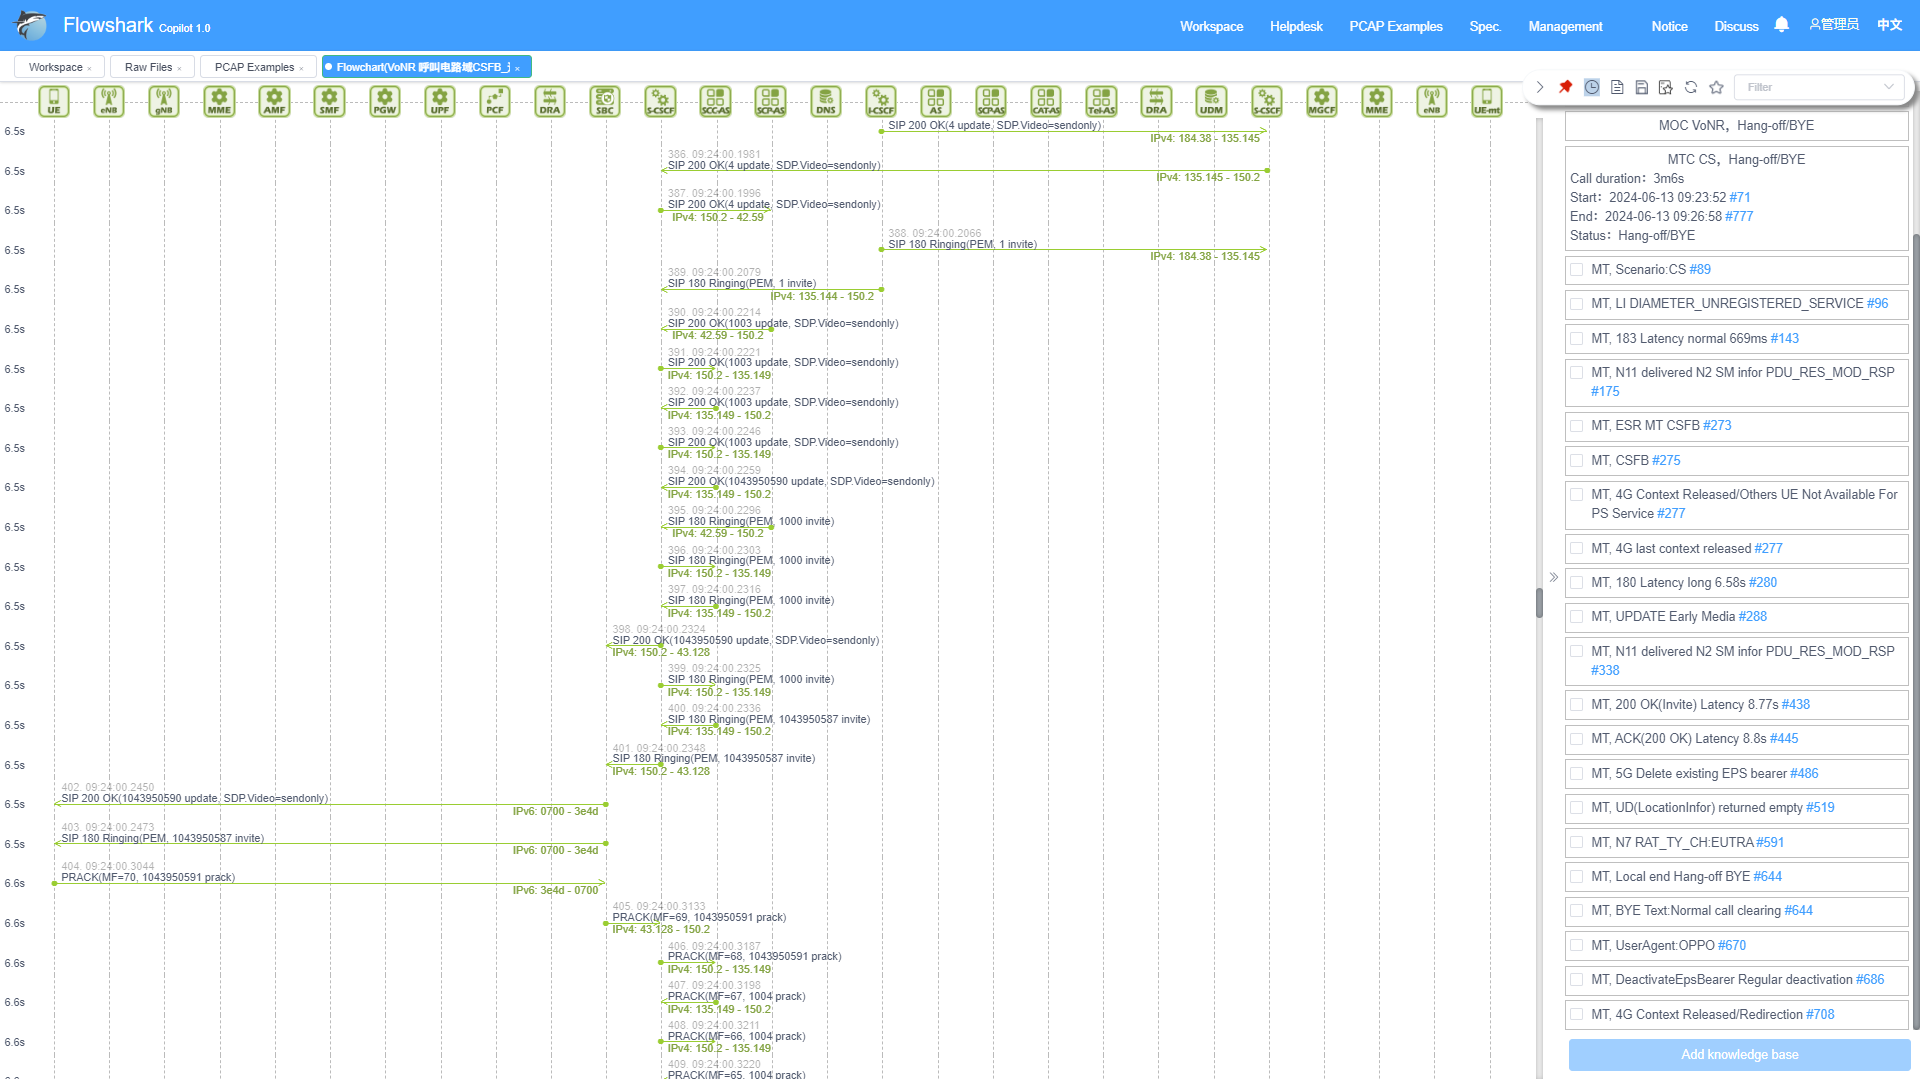 Flowshark Copilot 1.0
Workspace Helpdesk PCAP Examples Spec. Management Notice Discuss 管理员 中文
Workspace × Raw Files × PCAP Examples ×
UE eNB gNB MME AMF SMF PGW UPF PCF DRA SBC S-CSCF SCC-AS SCP-AS DNS I-CSCF AS SCP-AS CAT-AS Tel-AS DRA UDM S-CSCF MGCF MME eNB UE-mt
Filter
6.5s SIP 200 OK(4 update, SDP.Video=sendonly)
IPv4: 184.38 - 135.145
386. 09:24:00.1981
6.5s SIP 200 OK(4 update, SDP.Video=sendonly)
IPv4: 135.145 - 150.2
387. 09:24:00.1996
6.5s SIP 200 OK(4 update, SDP.Video=sendonly)
IPv4: 150.2 - 42.59
388. 09:24:00.2066
6.5s SIP 180 Ringing(PEM, 1 invite)
IPv4: 184.38 - 135.145
389. 09:24:00.2079
6.5s SIP 180 Ringing(PEM, 1 invite)
IPv4: 135.144 - 150.2
390. 09:24:00.2214
6.5s SIP 200 OK(1003 update, SDP.Video=sendonly)
IPv4: 42.59 - 150.2
391. 09:24:00.2221
6.5s SIP 200 OK(1003 update, SDP.Video=sendonly)
IPv4: 150.2 - 135.149
392. 09:24:00.2237
6.5s SIP 200 OK(1003 update, SDP.Video=sendonly)
IPv4: 135.149 - 150.2
393. 09:24:00.2246
6.5s SIP 200 OK(1003 update, SDP.Video=sendonly)
IPv4: 150.2 - 135.149
394. 09:24:00.2259
6.5s SIP 200 OK(1043950590 update, SDP.Video=sendonly)
IPv4: 135.149 - 150.2
395. 09:24:00.2296
6.5s SIP 180 Ringing(PEM, 1000 invite)
IPv4: 42.59 - 150.2
396. 09:24:00.2303
6.5s SIP 180 Ringing(PEM, 1000 invite)
IPv4: 150.2 - 135.149
397. 09:24:00.2316
6.5s SIP 180 Ringing(PEM, 1000 invite)
IPv4: 135.149 - 150.2
398. 09:24:00.2324
6.5s SIP 200 OK(1043950590 update, SDP.Video=sendonly)
IPv4: 150.2 - 43.128
399. 09:24:00.2325
6.5s SIP 180 Ringing(PEM, 1000 invite)
IPv4: 150.2 - 135.149
400. 09:24:00.2336
6.5s SIP 180 Ringing(PEM, 1043950587 invite)
IPv4: 135.149 - 150.2
401. 09:24:00.2348
6.5s SIP 180 Ringing(PEM, 1043950587 invite)
IPv4: 150.2 - 43.128
402. 09:24:00.2450
6.5s SIP 200 OK(1043950590 update, SDP.Video=sendonly)
IPv6: 0700 - 3e4d
403. 09:24:00.2473
6.5s SIP 180 Ringing(PEM, 1043950587 invite)
IPv6: 0700 - 3e4d
404. 09:24:00.3044
6.6s PRACK(MF=70, 1043950591 prack)
IPv6: 3e4d - 0700
405. 09:24:00.3133
6.6s PRACK(MF=69, 1043950591 prack)
IPv4: 43.128 - 150.2
406. 09:24:00.3187
6.6s PRACK(MF=68, 1043950591 prack)
IPv4: 150.2 - 135.149
407. 09:24:00.3198
6.6s PRACK(MF=67, 1004 prack)
IPv4: 135.149 - 150.2
408. 09:24:00.3211
6.6s PRACK(MF=66, 1004 prack)
IPv4: 150.2 - 135.149
409. 09:24:00.3220
PRACK(MF=65, 1004 prack)
MOC VoNR，Hang-off/BYE
MTC CS，Hang-off/BYE
Call duration：3m6s
Start：2024-06-13 09:23:52 #71
End：2024-06-13 09:26:58 #777
Status：Hang-off/BYE
MT, Scenario:CS #89
MT, LI DIAMETER_UNREGISTERED_SERVICE #96
MT, 183 Latency normal 669ms #143
MT, N11 delivered N2 SM infor PDU_RES_MOD_RSP
#175
MT, ESR MT CSFB #273
MT, CSFB #275
MT, 4G Context Released/Others UE Not Available For
PS Service #277
MT, 4G last context released #277
MT, 180 Latency long 6.58s #280
MT, UPDATE Early Media #288
MT, N11 delivered N2 SM infor PDU_RES_MOD_RSP
#338
MT, 200 OK(Invite) Latency 8.77s #438
MT, ACK(200 OK) Latency 8.8s #445
MT, 5G Delete existing EPS bearer #486
MT, UD(LocationInfor) returned empty #519
MT, N7 RAT_TY_CH:EUTRA #591
MT, Local end Hang-off BYE #644
MT, BYE Text:Normal call clearing #644
MT, UserAgent:OPPO #670
MT, DeactivateEpsBearer Regular deactivation #686
MT, 4G Context Released/Redirection #708
Add knowledge base